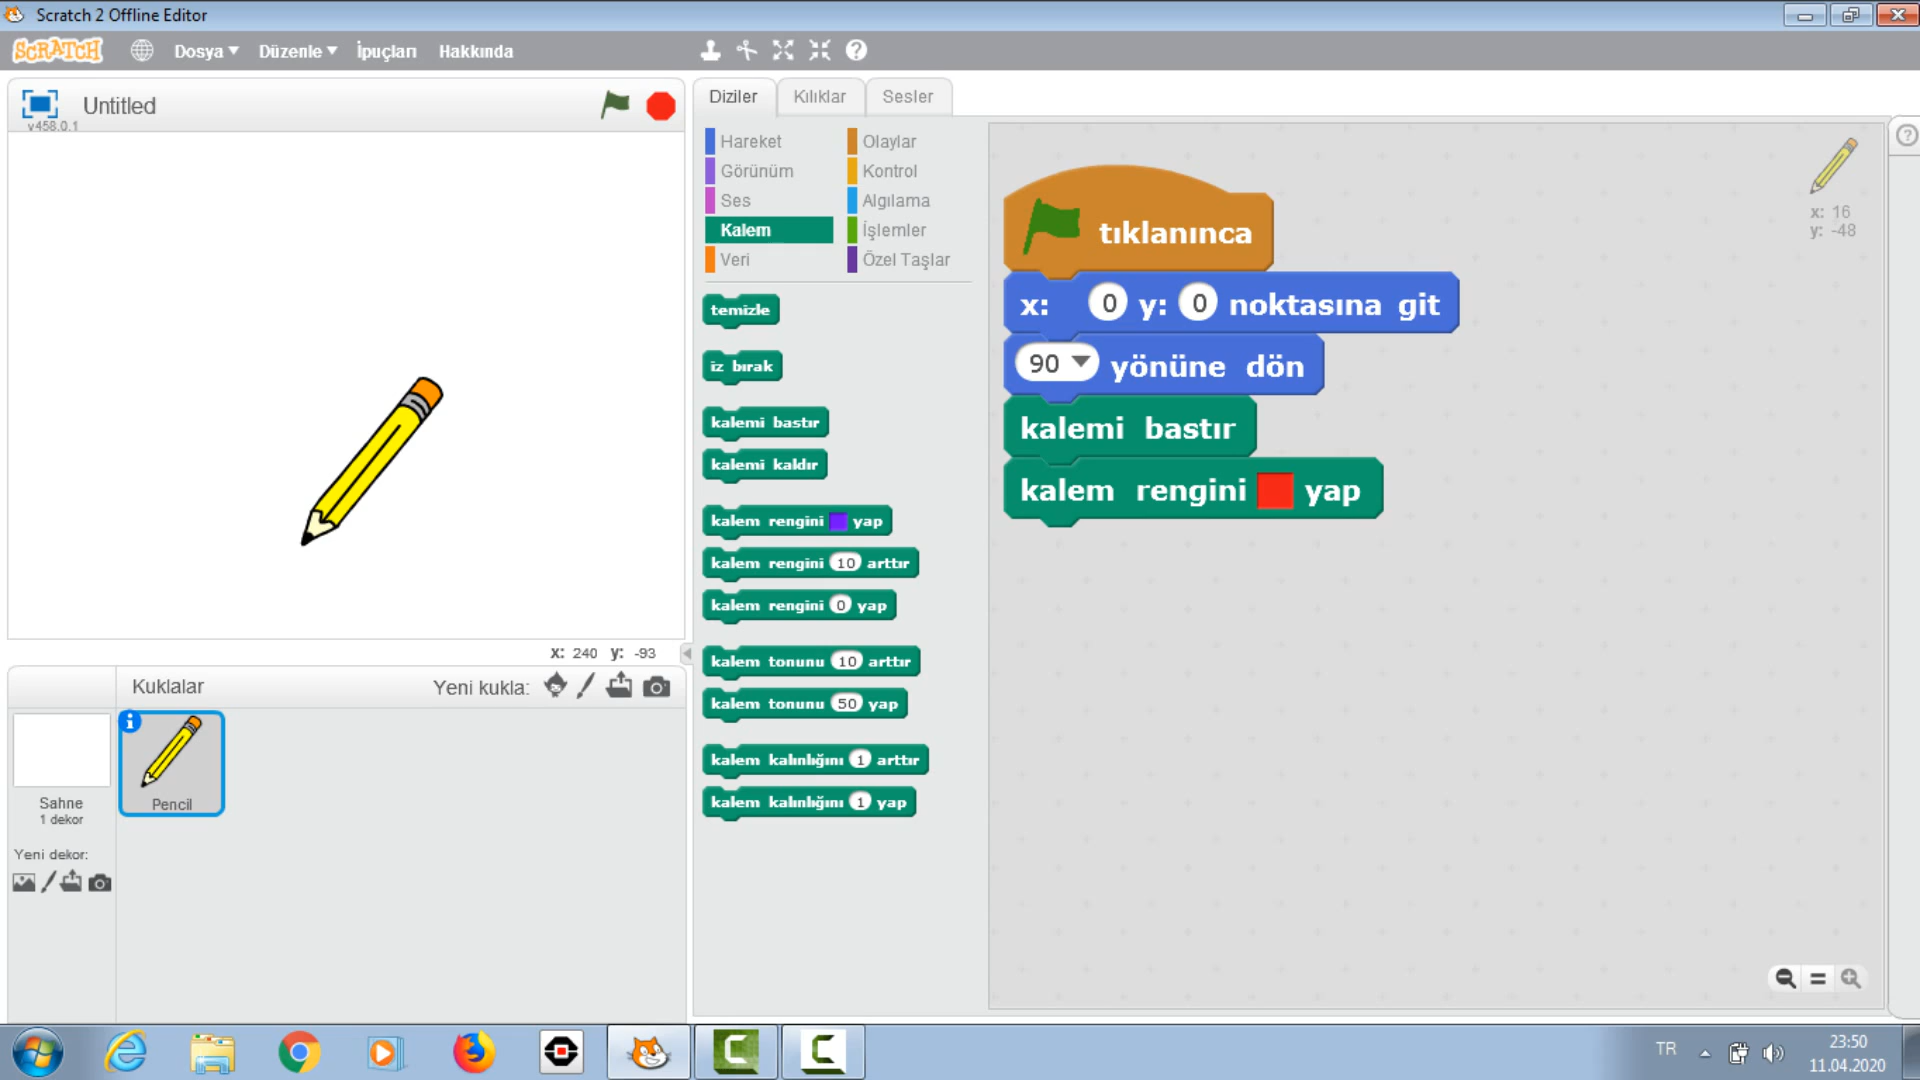 Scratch 2 Offline Editor
SCRATCH Dosya Düzenle İpuçları Hakkında
Untitled
v458.0.1
Diziler Kılıklar Sesler
Hareket Olaylar
Görünüm Kontrol
Ses Algılama
Kalem İşlemler
Veri Özel Taşlar
temizle
iz bırak
kalemi bastır
kalemi kaldır
kalem rengini yap
kalem rengini 10 arttır
kalem rengini 0 yap
kalem tonunu 10 arttır
kalem tonunu 50 yap
kalem kalınlığını 1 arttır
kalem kalınlığını 1 yap
tıklanınca
x: 0 y: 0 noktasına git
90 yönüne dön
kalemi bastır
kalem rengini yap
x: 16
y: -48
x: 240 y: -93
Kuklalar Yeni kukla:
Pencil
Sahne
1 dekor
Yeni dekor:
TR
23:50
11.04.2020